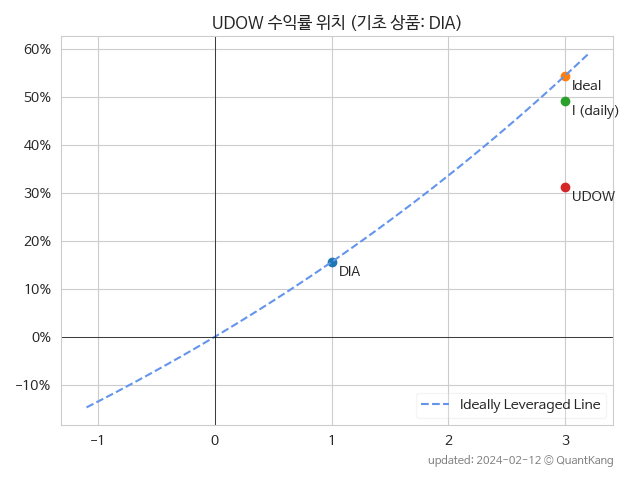 UDOW 수익률 위치 (기초 상품: DIA)
60%
50%
40%
30%
20%
10%
0%
−10%
Ideal
I (daily)
UDOW
DIA
Ideally Leveraged Line
−1
0
1
2
3
updated: 2024-02-12 © QuantKang